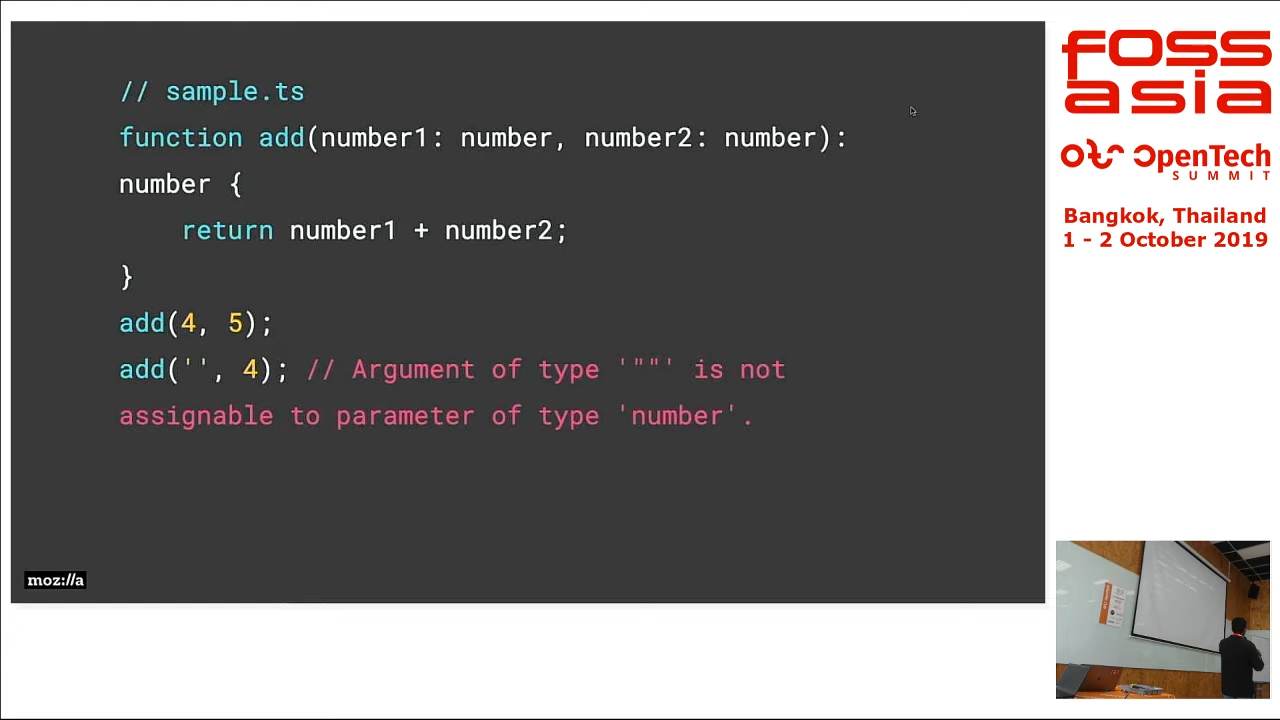 // sample.ts
function add(number1: number, number2: number):
number {
    return number1 + number2;
}
add(4, 5);
add('', 4); // Argument of type '""' is not
assignable to parameter of type 'number'.
moz://a
FOSS
asia
OpenTech
SUMMIT
Bangkok, Thailand
1 - 2 October 2019